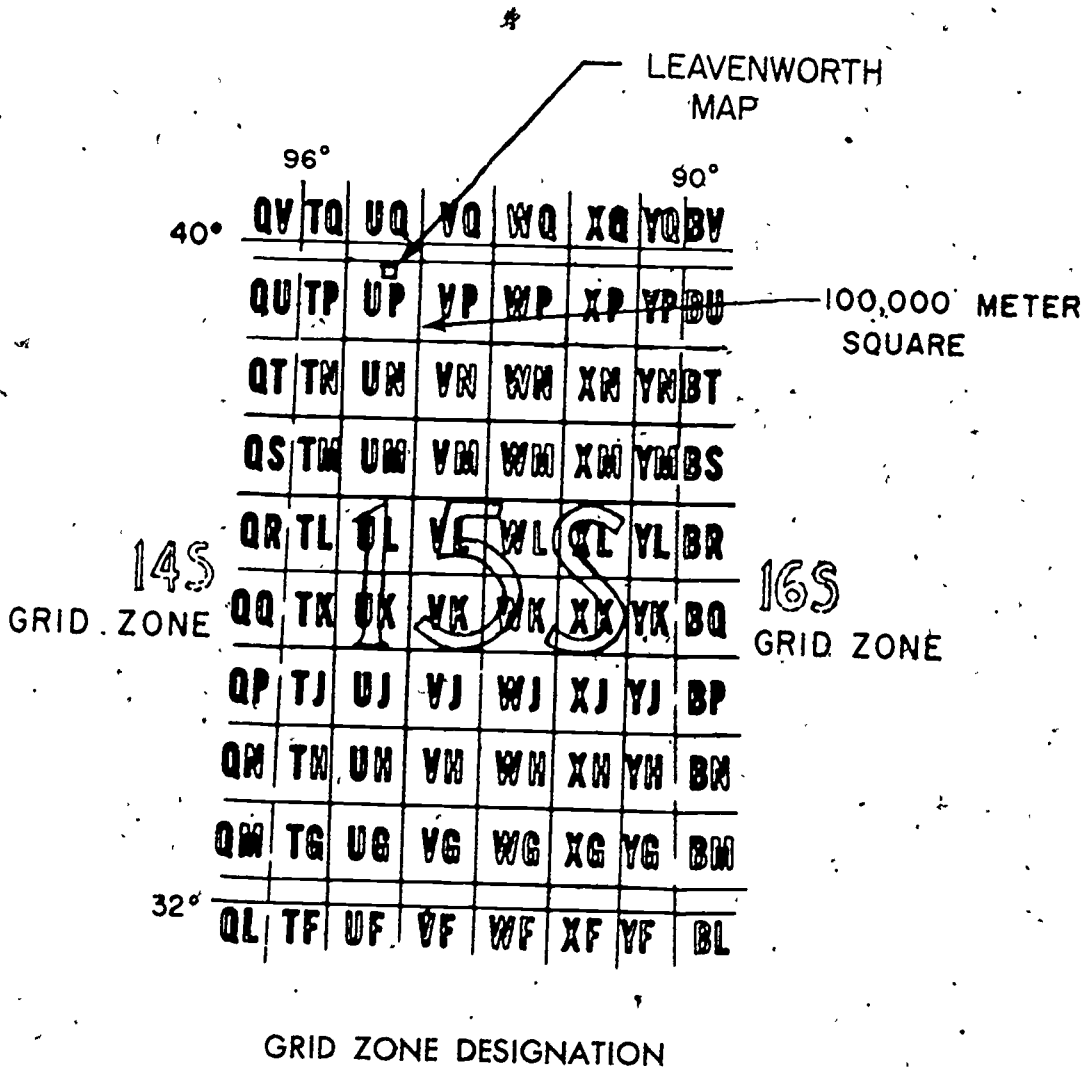 LEAVENWORTH
MAP
96°
90°
40°
QV TQ UQ VQ WQ XQ YQ BV
QU TP UP VP WP XP YP BU
100,000 METER
SQUARE
QT TN UN VN WN XN YN BT
QS TM UM VM WM XM YM BS
QR TL UL VL WL XL YL BR
15S
14S
GRID ZONE
16S
GRID ZONE
QQ TK UK VK WK XK YK BQ
QP TJ UJ VJ WJ XJ YJ BP
QN TH UH VH WH XH YH BN
QM TG UG VG WG XG YG BM
32°
QL TF UF VF WF XF YF BL
GRID ZONE DESIGNATION